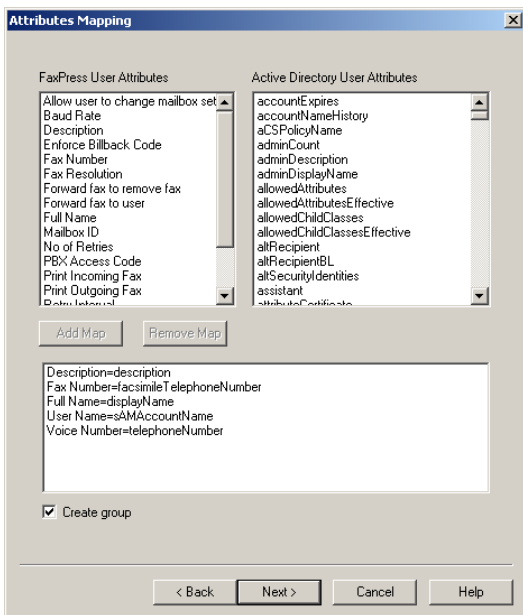 Attributes Mapping
FaxPress User Attributes
Allow user to change mailbox set
Baud Rate
Description
Enforce Billback Code
Fax Number
Fax Resolution
Forward fax to remove fax
Forward fax to user
Full Name
Mailbox ID
No of Retries
PBX Access Code
Print Incoming Fax
Print Outgoing Fax
Retry Interval
Active Directory User Attributes
accountExpires
accountNameHistory
aCSPolicyName
adminCount
adminDescription
adminDisplayName
allowedAttributes
allowedAttributesEffective
allowedChildClasses
allowedChildClassesEffective
altRecipient
altRecipientBL
altSecurityIdentities
assistant
attributeCertificate
Add Map
Remove Map
Description=description
Fax Number=facsimileTelephoneNumber
Full Name=displayName
User Name=sAMAccountName
Voice Number=telephoneNumber
Create group
< Back
Next >
Cancel
Help